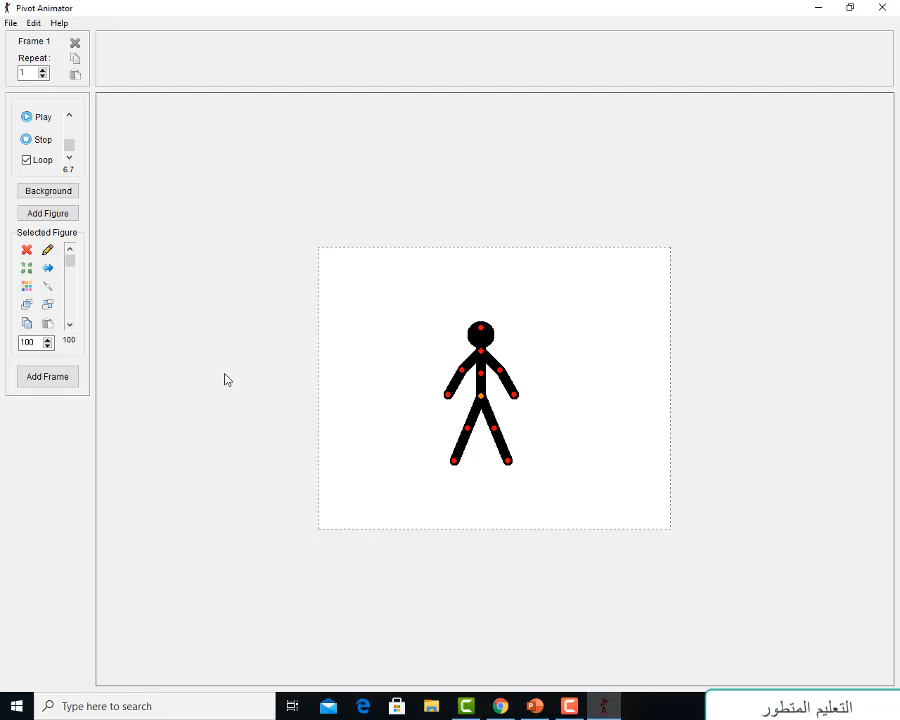 Pivot Animator
File Edit Help
Frame 1
Repeat:
1
Play
Stop
Loop
6.7
Background
Add Figure
Selected Figure
100 100
Add Frame
Type here to search
التعليم المتطور